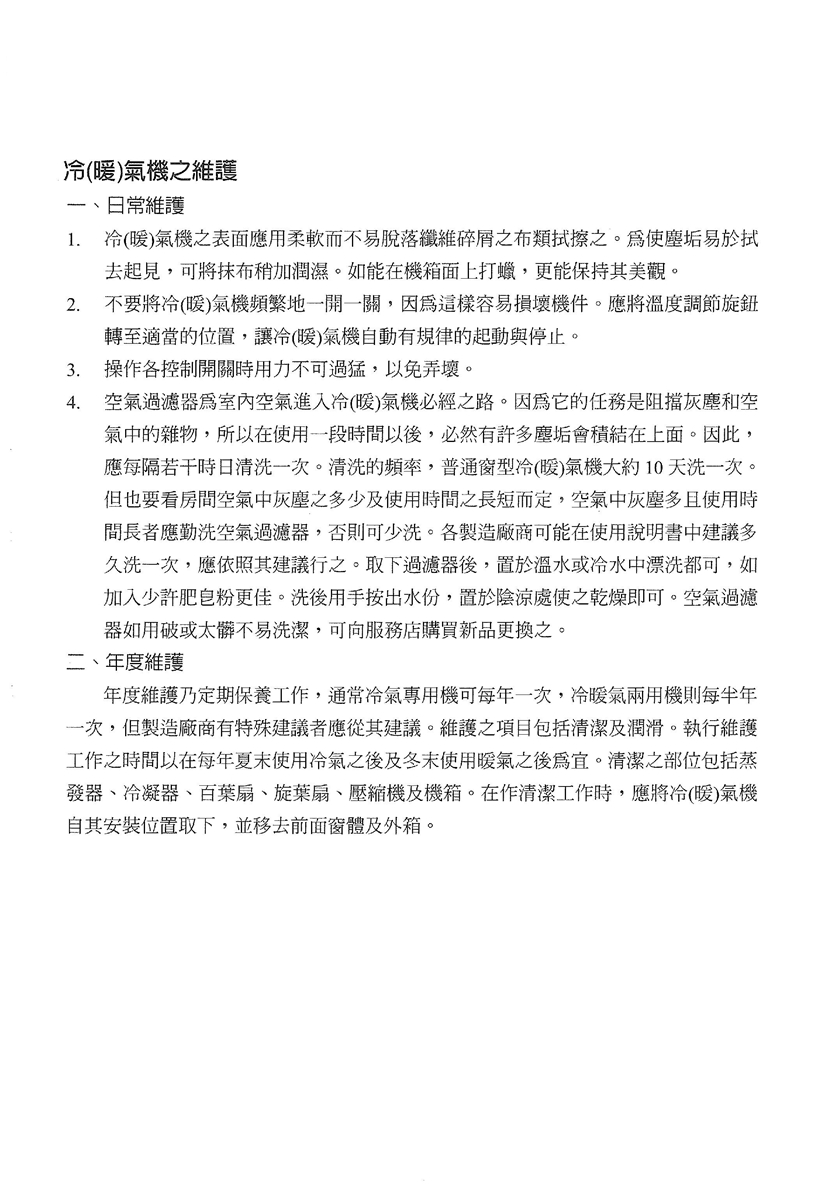 冷(暖)氣機之維護
一、日常維護
1. 冷(暖)氣機之表面應用柔軟而不易脫落纖維碎屑之布類拭擦之。爲使塵垢易於拭
去起見，可將抹布稍加潤濕。如能在機箱面上打蠟，更能保持其美觀。
2. 不要將冷(暖)氣機頻繁地一開一關，因爲這樣容易損壞機件。應將溫度調節旋鈕
轉至適當的位置，讓冷(暖)氣機自動有規律的起動與停止。
3. 操作各控制開關時用力不可過猛，以免弄壞。
4. 空氣過濾器爲室內空氣進入冷(暖)氣機必經之路。因爲它的任務是阻擋灰塵和空
氣中的雜物，所以在使用一段時間以後，必然有許多塵垢會積結在上面。因此，
應每隔若干時日清洗一次。清洗的頻率，普通窗型冷(暖)氣機大約 10 天洗一次。
但也要看房間空氣中灰塵之多少及使用時間之長短而定，空氣中灰塵多且使用時
間長者應勤洗空氣過濾器，否則可少洗。各製造廠商可能在使用說明書中建議多
久洗一次，應依照其建議行之。取下過濾器後，置於溫水或冷水中漂洗都可，如
加入少許肥皂粉更佳。洗後用手按出水份，置於陰涼處使之乾燥即可。空氣過濾
器如用破或太髒不易洗潔，可向服務店購買新品更換之。
二、年度維護
年度維護乃定期保養工作，通常冷氣專用機可每年一次，冷暖氣兩用機則每半年
一次，但製造廠商有特殊建議者應從其建議。維護之項目包括清潔及潤滑。執行維護
工作之時間以在每年夏末使用冷氣之後及冬末使用暖氣之後爲宜。清潔之部位包括蒸
發器、冷凝器、百葉扇、旋葉扇、壓縮機及機箱。在作清潔工作時，應將冷(暖)氣機
自其安裝位置取下，並移去前面窗體及外箱。